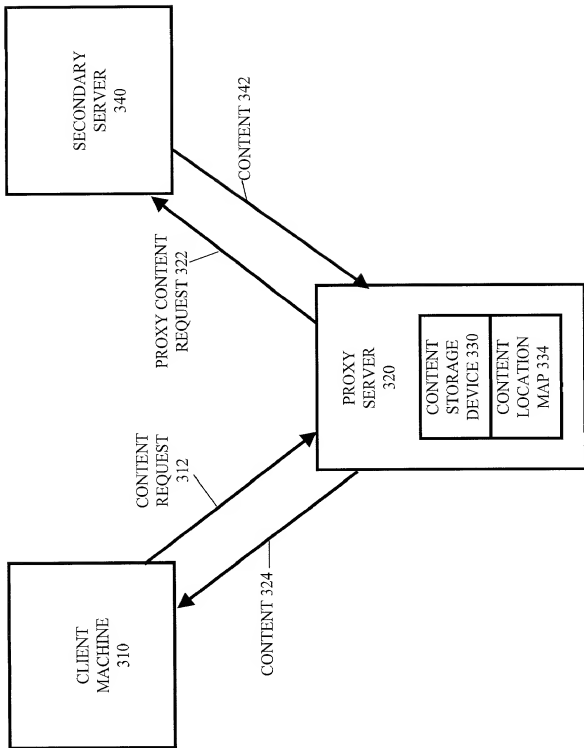 CLIENT
MACHINE
310
CONTENT
REQUEST
312
CONTENT 324
PROXY CONTENT
REQUEST 322
CONTENT 342
SECONDARY
SERVER
340
PROXY
SERVER
320
CONTENT
STORAGE
DEVICE 330
CONTENT
LOCATION
MAP 334